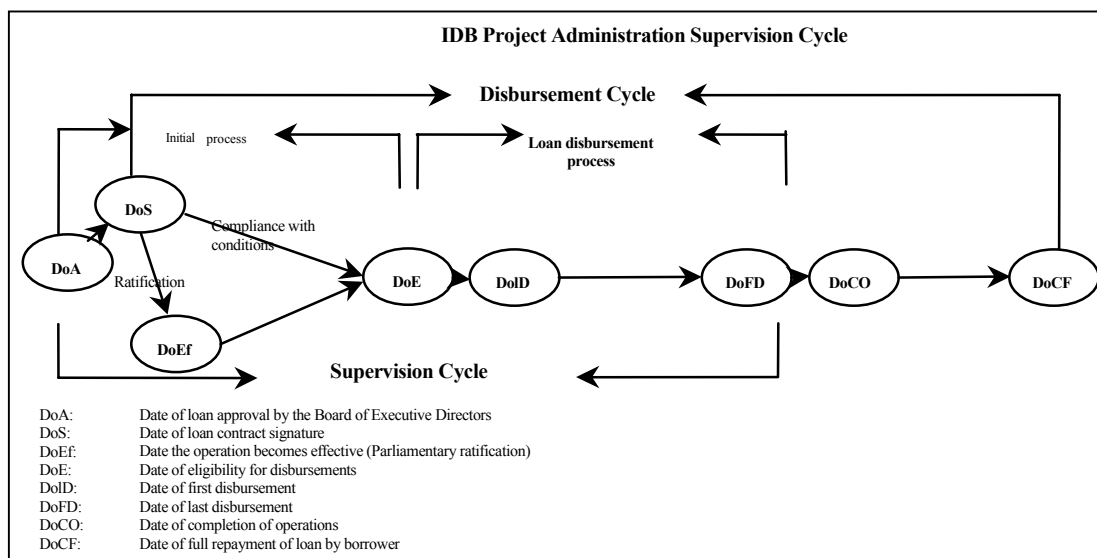 IDB Project Administration Supervision Cycle
Disbursement Cycle
Initial process
Loan disbursement
process
DoS
Compliance with
conditions
DoA
Ratification
DoE
DolD
DoFD
DoCO
DoCF
DoEf
Supervision Cycle
DoA: Date of loan approval by the Board of Executive Directors
DoS: Date of loan contract signature
DoEf: Date the operation becomes effective (Parliamentary ratification)
DoE: Date of eligibility for disbursements
DolD: Date of first disbursement
DoFD: Date of last disbursement
DoCO: Date of completion of operations
DoCF: Date of full repayment of loan by borrower